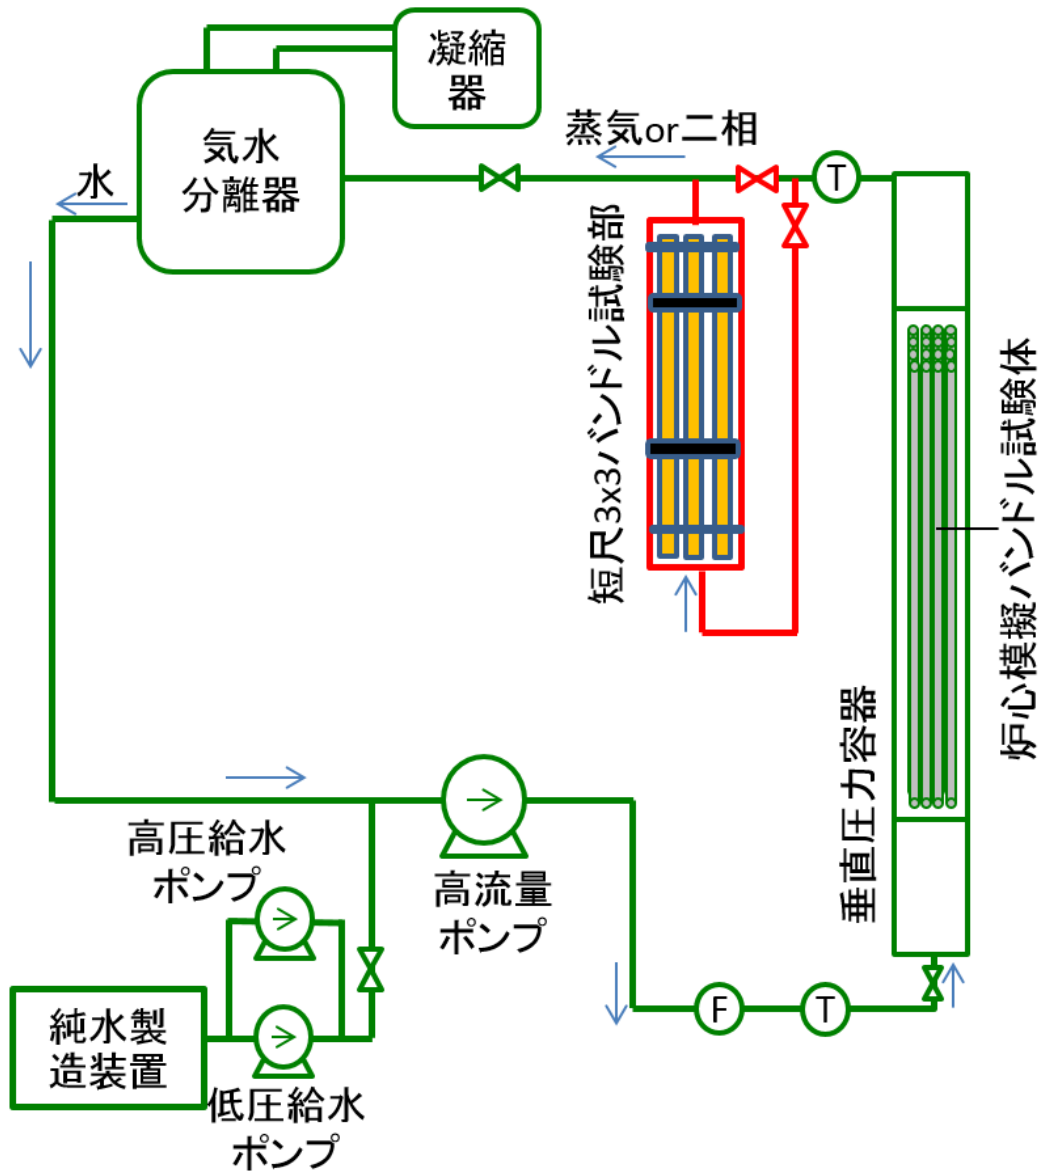 凝縮
器
気水
分離器
蒸気or二相
水
T
短尺3x3バンドル試験部
炉心模擬バンドル試験体
垂直圧力容器
高圧給水
ポンプ
高流量
ポンプ
純水製
造装置
F
T
低圧給水
ポンプ